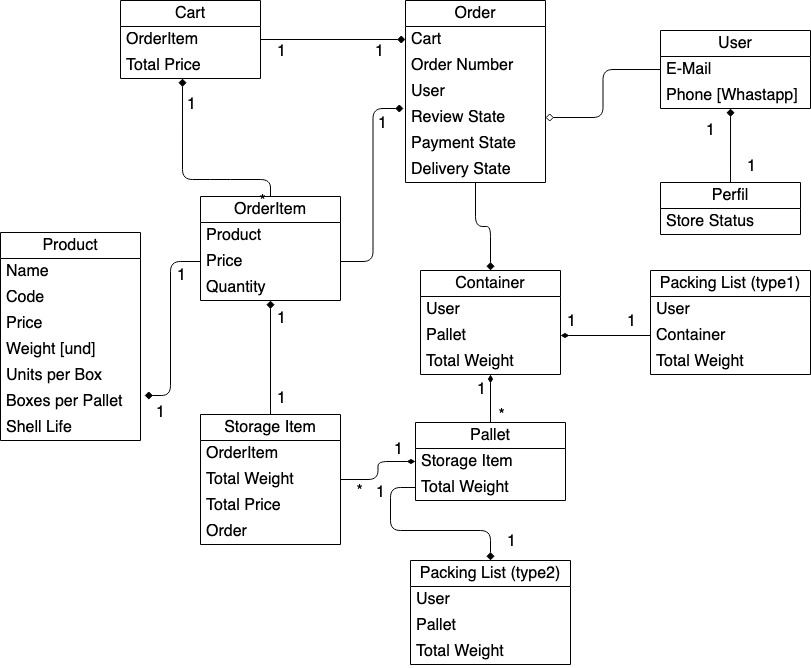 Cart
OrderItem
Total Price
1
1
1
*
Order
Cart
Order Number
User
Review State
Payment State
Delivery State
1
User
E-Mail
Phone [Whastapp]
1
1
Perfil
Store Status
OrderItem
Product
Price
Quantity
1
1
Product
Name
Code
Price
Weight [und]
Units per Box
Boxes per Pallet
Shell Life
1
1
Container
User
Pallet
Total Weight
1
1
Packing List (type1)
User
Container
Total Weight
1
*
Storage Item
OrderItem
Total Weight
Total Price
Order
*
1
Pallet
Storage Item
Total Weight
1
1
Packing List (type2)
User
Pallet
Total Weight